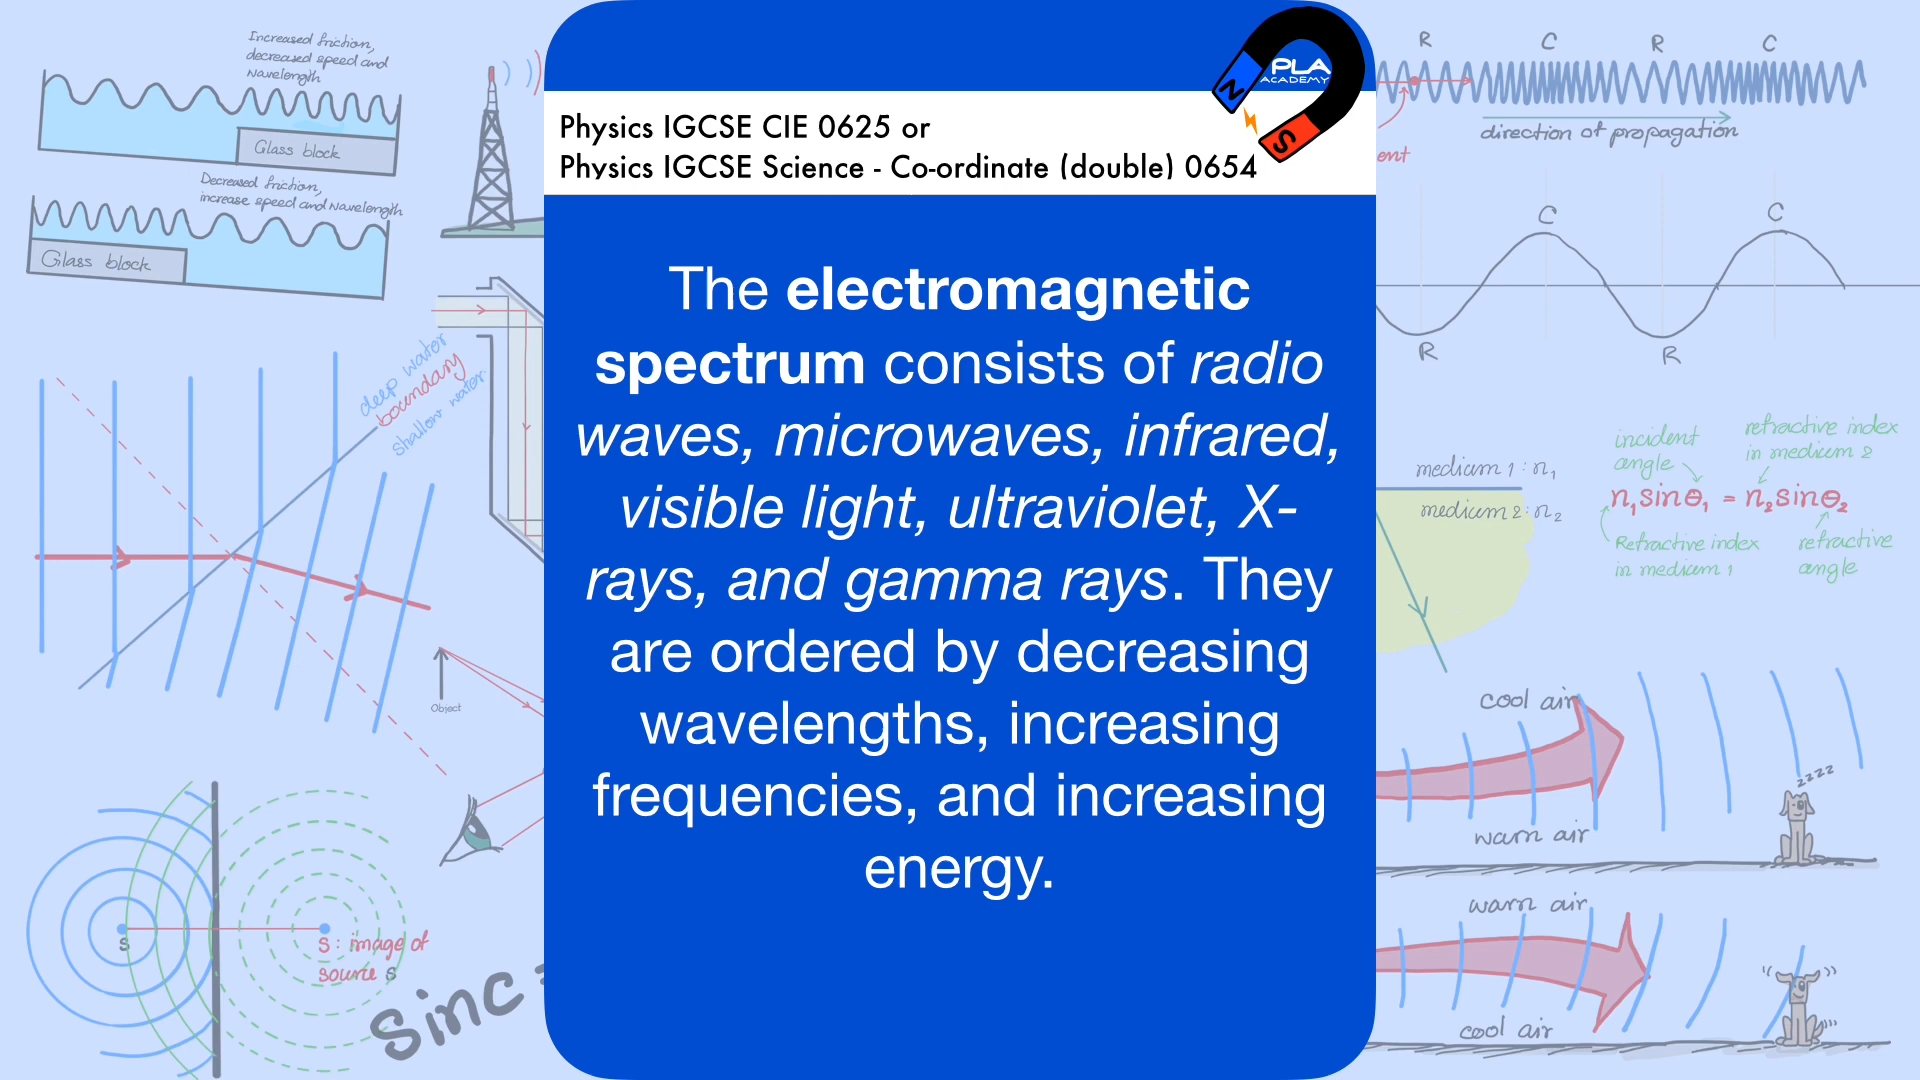 Increased friction,
decreased speed and
wavelength
Glass block
Decreased friction,
increase speed and wavelength
Glass block
deep water
boundary
shallow water
Object
S
S: image of
source S
Sinc =
PLA
ACADEMY
N
S
Physics IGCSE CIE 0625 or
Physics IGCSE Science - Co-ordinate (double) 0654
The electromagnetic
spectrum consists of radio
waves, microwaves, infrared,
visible light, ultraviolet, X-
rays, and gamma rays. They
are ordered by decreasing
wavelengths, increasing
frequencies, and increasing
energy.
R C R C
direction of propagation
ent
C C
R R
medium 1: n₁
medium 2: n₂
incident
angle
refractive index
in medium 2
n₁sinθ₁ = n₂sinθ₂
Refractive index
in medium 1
refractive
angle
cool air
zzzz
warm air
warm air
cool air